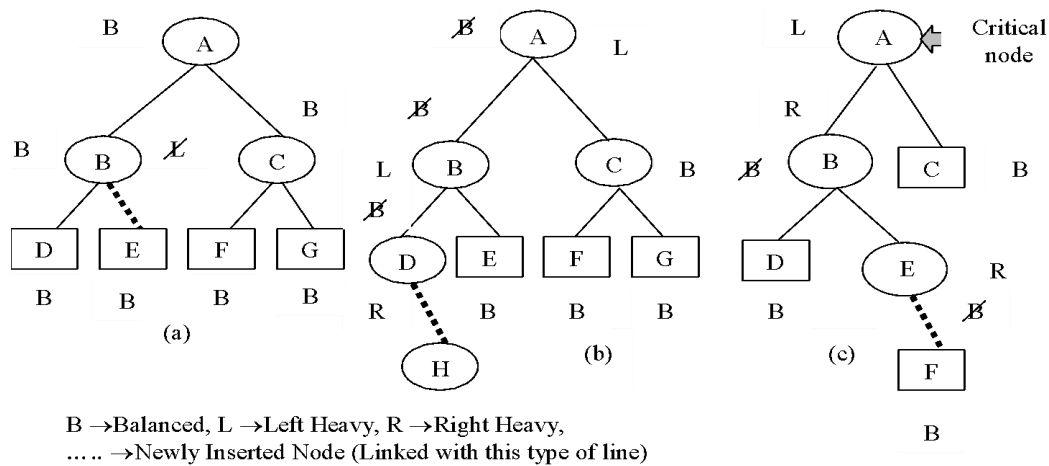 B
A
B
B
B
L
C
D
E
F
G
B
B
B
B
(a)
B
A
L
B
L
B
C
B
B
D
E
F
G
R
B
B
B
H
(b)
L
A
Critical
node
R
B
B
C
B
D
E
R
B
B
F
B
(c)
B →Balanced, L →Left Heavy, R →Right Heavy,
….. →Newly Inserted Node (Linked with this type of line)